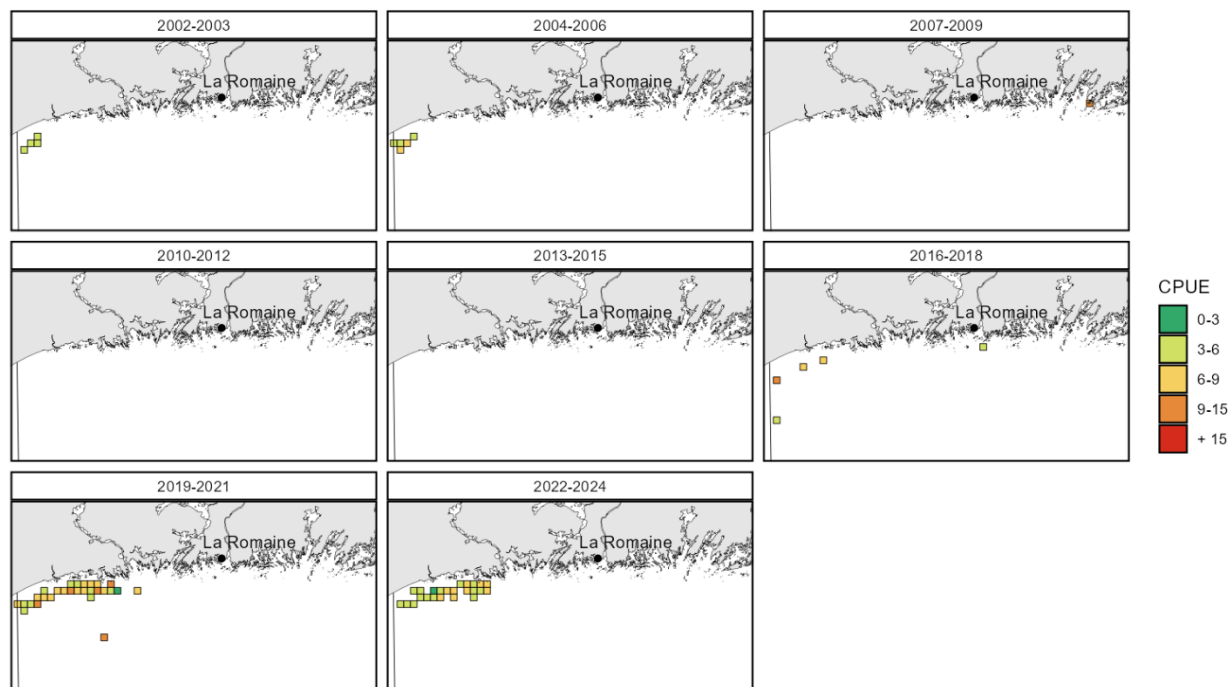 2002-2003
2004-2006
2007-2009
La Romaine
La Romaine
La Romaine
2010-2012
2013-2015
2016-2018
La Romaine
La Romaine
La Romaine
CPUE
0-3
3-6
6-9
9-15
+ 15
2019-2021
2022-2024
La Romaine
La Romaine